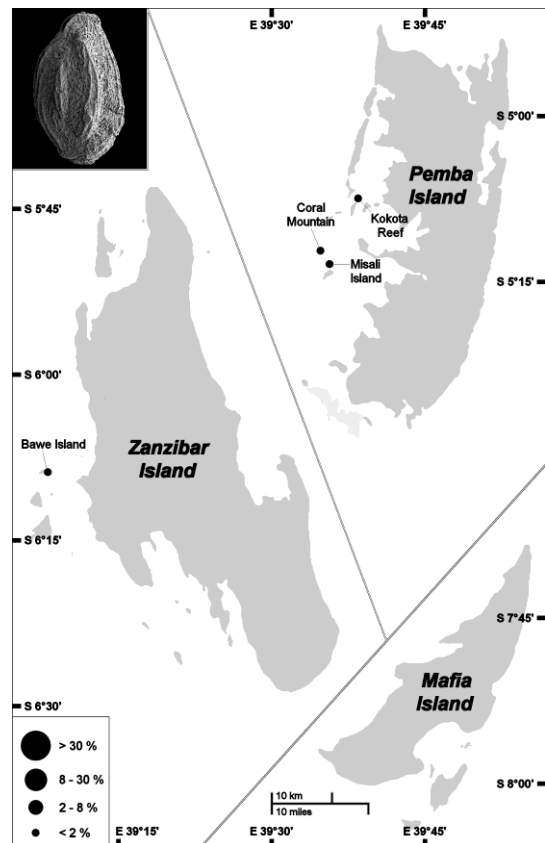 E 39°30'
E 39°45'
S 5°00'
Pemba
Island
S 5°45'
Coral
Mountain
Kokota
Reef
Misali
Island
S 5°15'
S 6°00'
Bawe Island
Zanzibar
Island
S 6°15'
S 7°45'
Mafia
Island
S 6°30'
> 30 %
8 - 30 %
2 - 8 %
< 2 %
10 km
10 miles
S 8°00'
E 39°15'
E 39°30'
E 39°45'